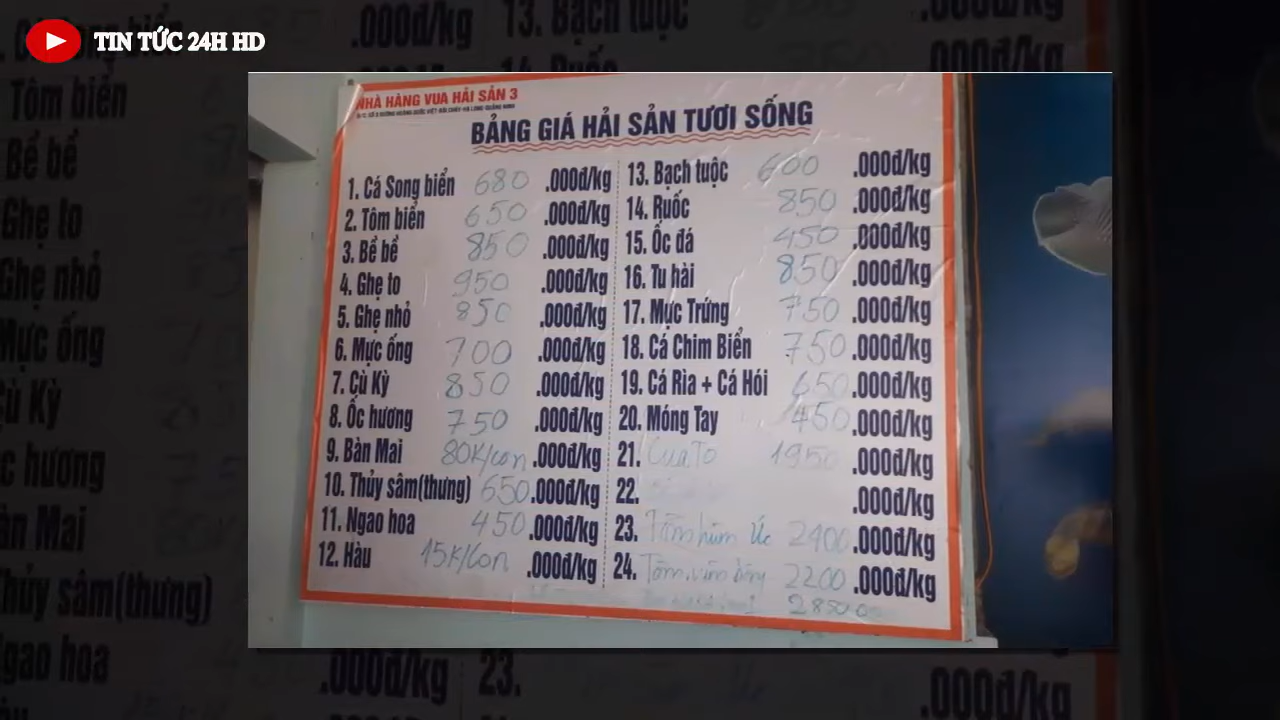 TIN TỨC 24H HD
NHÀ HÀNG VUA HẢI SẢN 3
BẢNG GIÁ HẢI SẢN TƯƠI SỐNG
1. Cá Song biển 680 .000đ/kg
2. Tôm biển 650 .000đ/kg
3. Bề bề 850 .000đ/kg
4. Ghẹ to 950 .000đ/kg
5. Ghẹ nhỏ 850 .000đ/kg
6. Mực ống 700 .000đ/kg
7. Cù Kỳ 850 .000đ/kg
8. Ốc hương 750 .000đ/kg
9. Bàn Mai 80K/con .000đ/kg
10. Thủy sâm(thưng) 650 .000đ/kg
11. Ngao hoa 450 .000đ/kg
12. Hàu 15K/con .000đ/kg
13. Bạch tuộc 600 .000đ/kg
14. Ruốc 850 .000đ/kg
15. Ốc đá 450 .000đ/kg
16. Tu hài 850 .000đ/kg
17. Mực Trứng 750 .000đ/kg
18. Cá Chim Biển 750 .000đ/kg
19. Cá Rìa + Cá Hói 650 .000đ/kg
20. Móng Tay 450 .000đ/kg
21. Cua To 1950 .000đ/kg
22. .000đ/kg
23. Tôm hùm Úc 2400 .000đ/kg
24. Tôm 2200 .000đ/kg